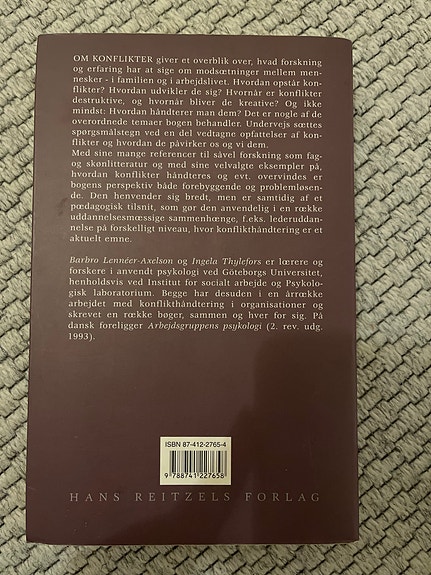 OM KONFLIKTER giver et overblik over, hvad forskning
og erfaring har at sige om modsætninger mellem men-
nesker - i familien og i arbejdslivet. Hvordan opstår kon-
flikter? Hvordan udvikler de sig? Hvornår er konflikter
destruktive, og hvornår bliver de kreative? Og ikke
mindst: Hvordan håndterer man dem? Det er nogle af de
overordnede temaer bogen behandler. Undervejs sættes
spørgsmålstegn ved en del vedtagne opfattelser af kon-
flikter og hvordan de påvirker os og vi dem.
Med sine mange referencer til såvel forskning som fag-
og skønlitteratur og med sine velvalgte eksempler på,
hvordan konflikter håndteres og evt. overvindes er
bogens perspektiv både forebyggende og problemløsen-
de. Den henvender sig bredt, men er samtidig af et
pædagogisk tilsnit, som gør den anvendelig i en række
uddannelsesmæssige sammenhænge, f.eks. lederuddan-
nelse på forskelligt niveau, hvor konflikthåndtering er et
aktuelt emne.
Barbro Lennéer-Axelson og Ingela Thylefors er lærere og
forskere i anvendt psykologi ved Göteborgs Universitet,
henholdsvis ved Institut for socialt arbejde og Psykolo-
gisk laboratorium. Begge har desuden i en årrække
arbejdet med konflikthåndtering i organisationer og
skrevet en række bøger, sammen og hver for sig. På
dansk foreligger Arbejdsgruppens psykologi (2. rev. udg.
1993).
ISBN 87-412-2765-4
9 788741 227658
HANS REITZELS FORLAG